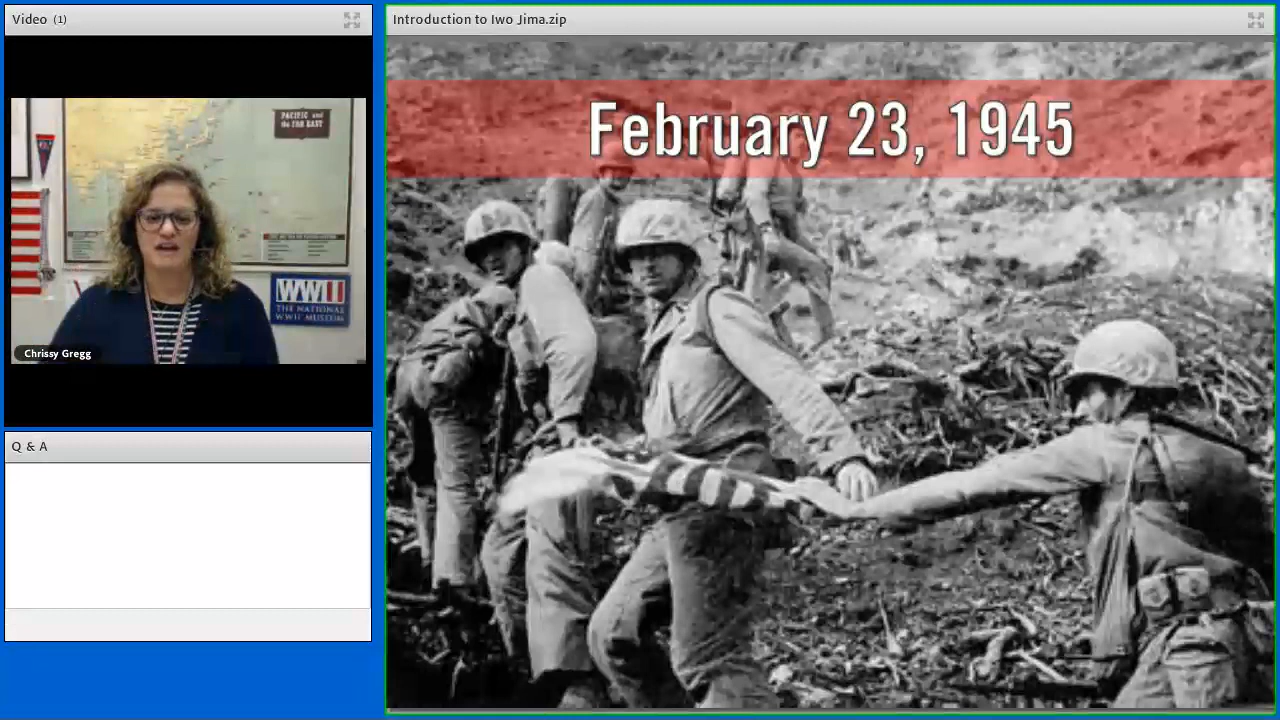 Video (1)
PACIFIC and
the FAR EAST
WWII
THE NATIONAL
WWII MUSEUM
Chrissy Gregg
Q & A
Introduction to Iwo Jima.zip
February 23, 1945